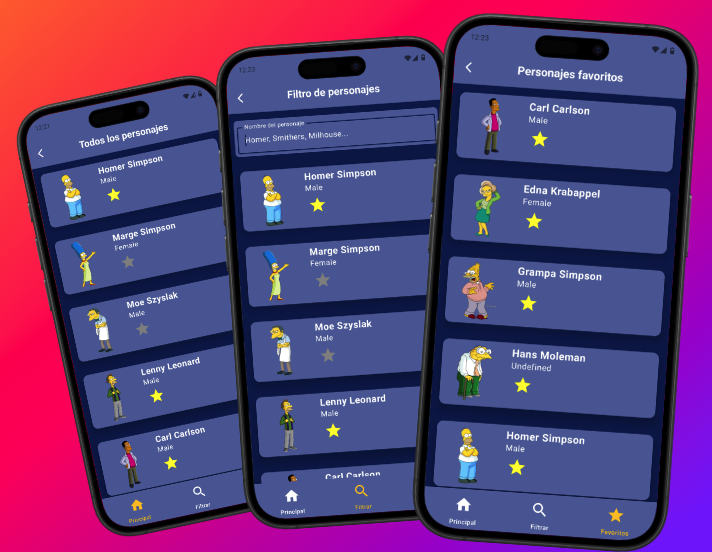 12:23
Todos los personajes
Homer Simpson
Male
Marge Simpson
Female
Moe Szyslak
Male
Lenny Leonard
Male
Carl Carlson
Male
Principal
Filtrar
12:23
Filtro de personajes
Nombre del personaje
Homer, Smithers, Milhouse...
Homer Simpson
Male
Marge Simpson
Female
Moe Szyslak
Male
Lenny Leonard
Male
Carl Carlson
Principal
Filtrar
12:23
Personajes favoritos
Carl Carlson
Male
Edna Krabappel
Female
Grampa Simpson
Male
Hans Moleman
Undefined
Homer Simpson
Male
Principal
Filtrar
Favoritos